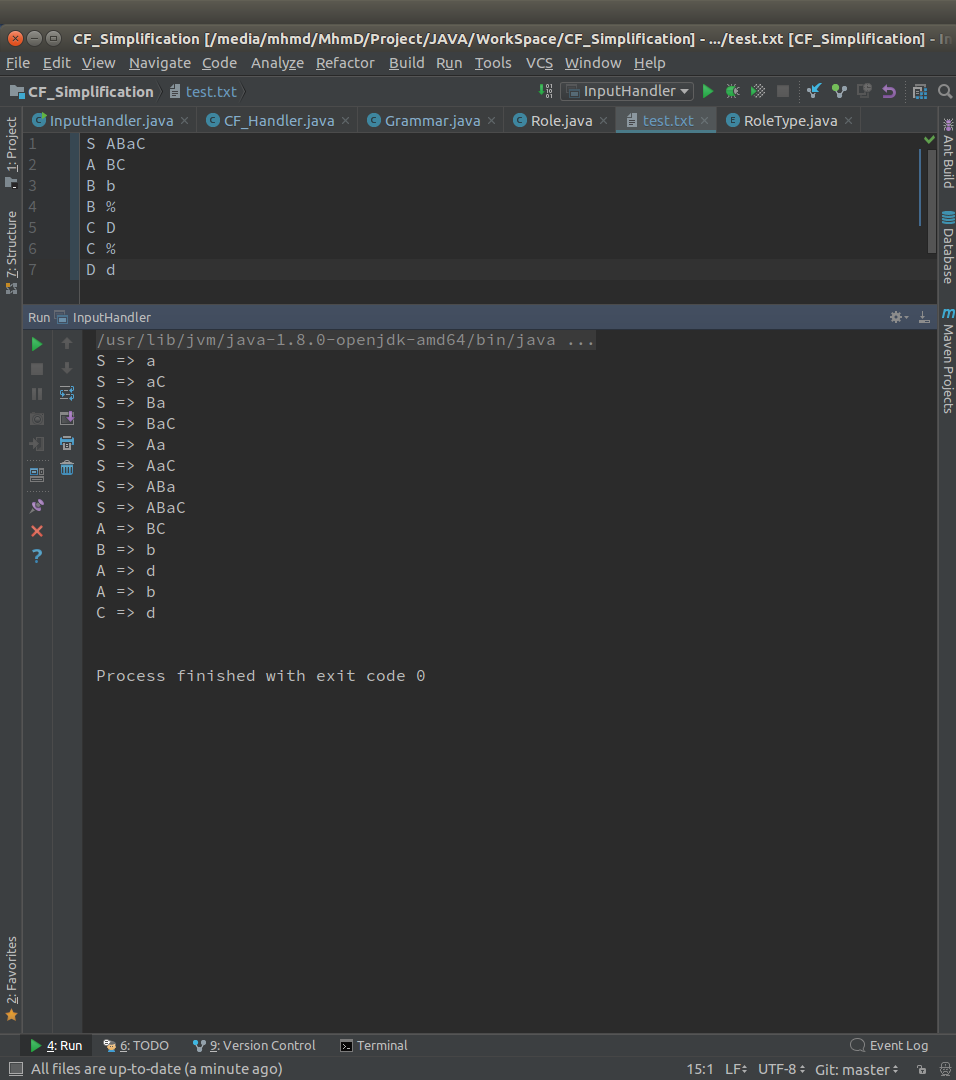 CF_Simplification [/media/mhmd/MhmD/Project/JAVA/WorkSpace/CF_Simplification] - .../test.txt [CF_Simplification] - In
File Edit View Navigate Code Analyze Refactor Build Run Tools VCS Window Help
CF_Simplification test.txt InputHandler
InputHandler.java CF_Handler.java Grammar.java Role.java test.txt RoleType.java
1: Project
7: Structure
2: Favorites
1 S ABaC
2 A BC
3 B b
4 B %
5 C D
6 C %
7 D d
Ant Build
Database
Maven Projects
Run InputHandler
/usr/lib/jvm/java-1.8.0-openjdk-amd64/bin/java ...
S => a
S => aC
S => Ba
S => BaC
S => Aa
S => AaC
S => ABa
S => ABaC
A => BC
B => b
A => d
A => b
C => d
Process finished with exit code 0
4: Run 6: TODO 9: Version Control Terminal Event Log
All files are up-to-date (a minute ago) 15:1 LF UTF-8 Git: master